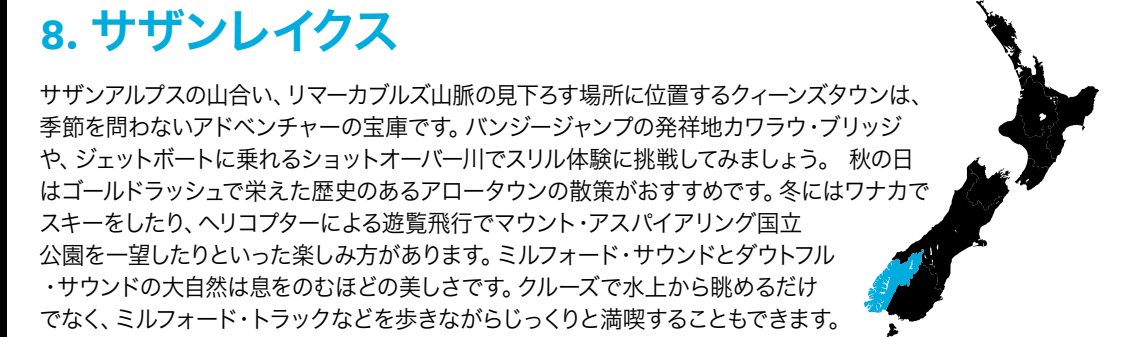 8. サザンレイクス
サザンアルプスの山合い、リマーカブルズ山脈の見下ろす場所に位置するクィーンズタウンは、
季節を問わないアドベンチャーの宝庫です。バンジージャンプの発祥地カワラウ・ブリッジ
や、ジェットボートに乗れるショットオーバー川でスリル体験に挑戦してみましょう。 秋の日
はゴールドラッシュで栄えた歴史のあるアロータウンの散策がおすすめです。冬にはワナカで
スキーをしたり、ヘリコプターによる遊覧飛行でマウント・アスパイアリング国立
公園を一望したりといった楽しみ方があります。ミルフォード・サウンドとダウトフル
・サウンドの大自然は息をのむほどの美しさです。クルーズで水上から眺めるだけ
でなく、ミルフォード・トラックなどを歩きながらじっくりと満喫することもできます。